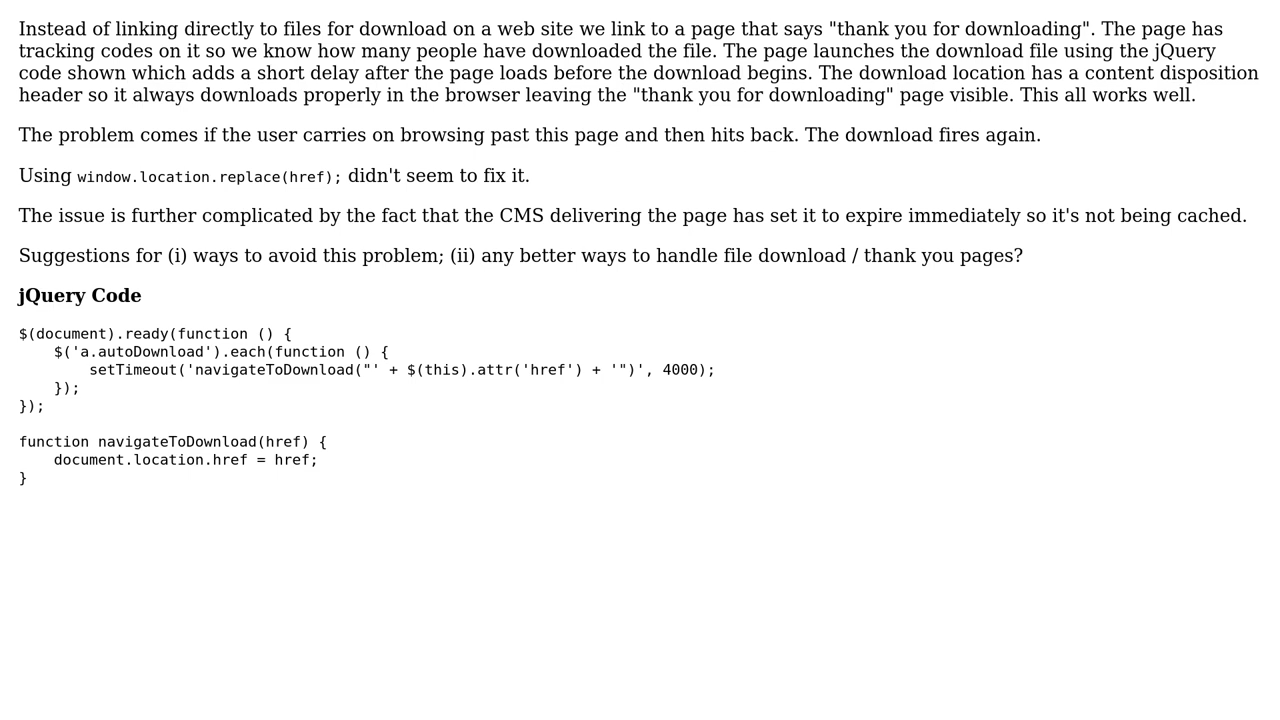 Instead of linking directly to files for download on a web site we link to a page that says "thank you for downloading". The page has
tracking codes on it so we know how many people have downloaded the file. The page launches the download file using the jQuery
code shown which adds a short delay after the page loads before the download begins. The download location has a content disposition
header so it always downloads properly in the browser leaving the "thank you for downloading" page visible. This all works well.
The problem comes if the user carries on browsing past this page and then hits back. The download fires again.
Using window.location.replace(href); didn't seem to fix it.
The issue is further complicated by the fact that the CMS delivering the page has set it to expire immediately so it's not being cached.
Suggestions for (i) ways to avoid this problem; (ii) any better ways to handle file download / thank you pages?
jQuery Code
$(document).ready(function () {
    $('a.autoDownload').each(function () {
        setTimeout('navigateToDownload("' + $(this).attr('href') + '")', 4000);
    });
});
function navigateToDownload(href) {
    document.location.href = href;
}